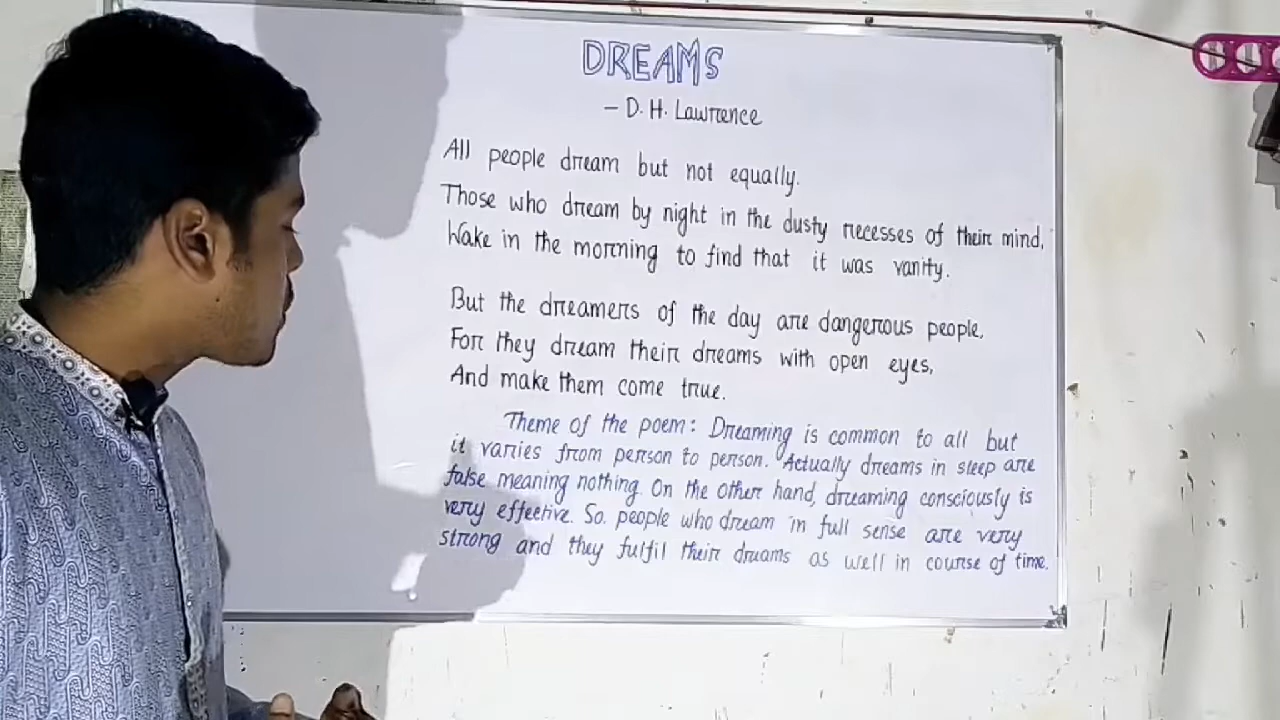 DREAMS
– D. H. Lawrence
All people dream but not equally.
Those who dream by night in the dusty recesses of their mind,
Wake in the morning to find that it was vanity.
But the dreamers of the day are dangerous people,
For they dream their dreams with open eyes,
And make them come true.
Theme of the poem: Dreaming is common to all but
it varies from person to person. Actually dreams in sleep are
false meaning nothing. On the other hand, dreaming consciously is
very effective. So, people who dream in full sense are very
strong and they fulfil their dreams as well in course of time.